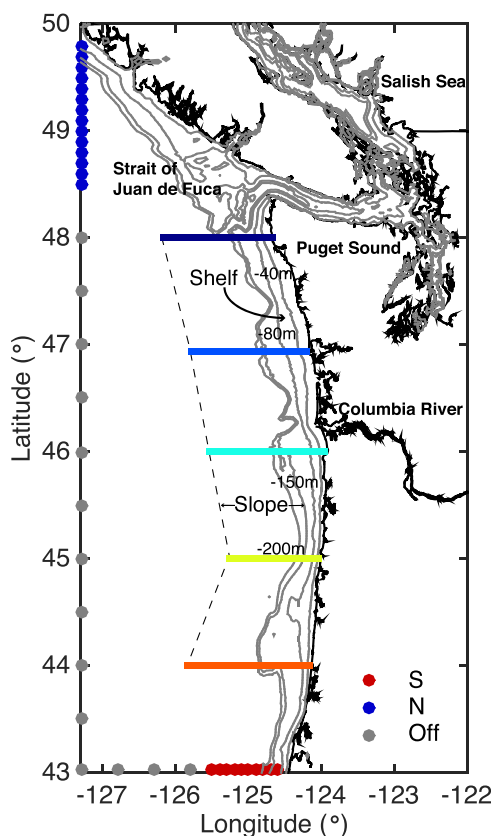 50
49
48
47
46
45
44
43
Latitude (°)
Salish Sea
Strait of
Juan de Fuca
Puget Sound
Shelf
-40m
-80m
Columbia River
-150m
Slope
-200m
S
N
Off
-127
-126
-125
-124
-123
-122
Longitude (°)